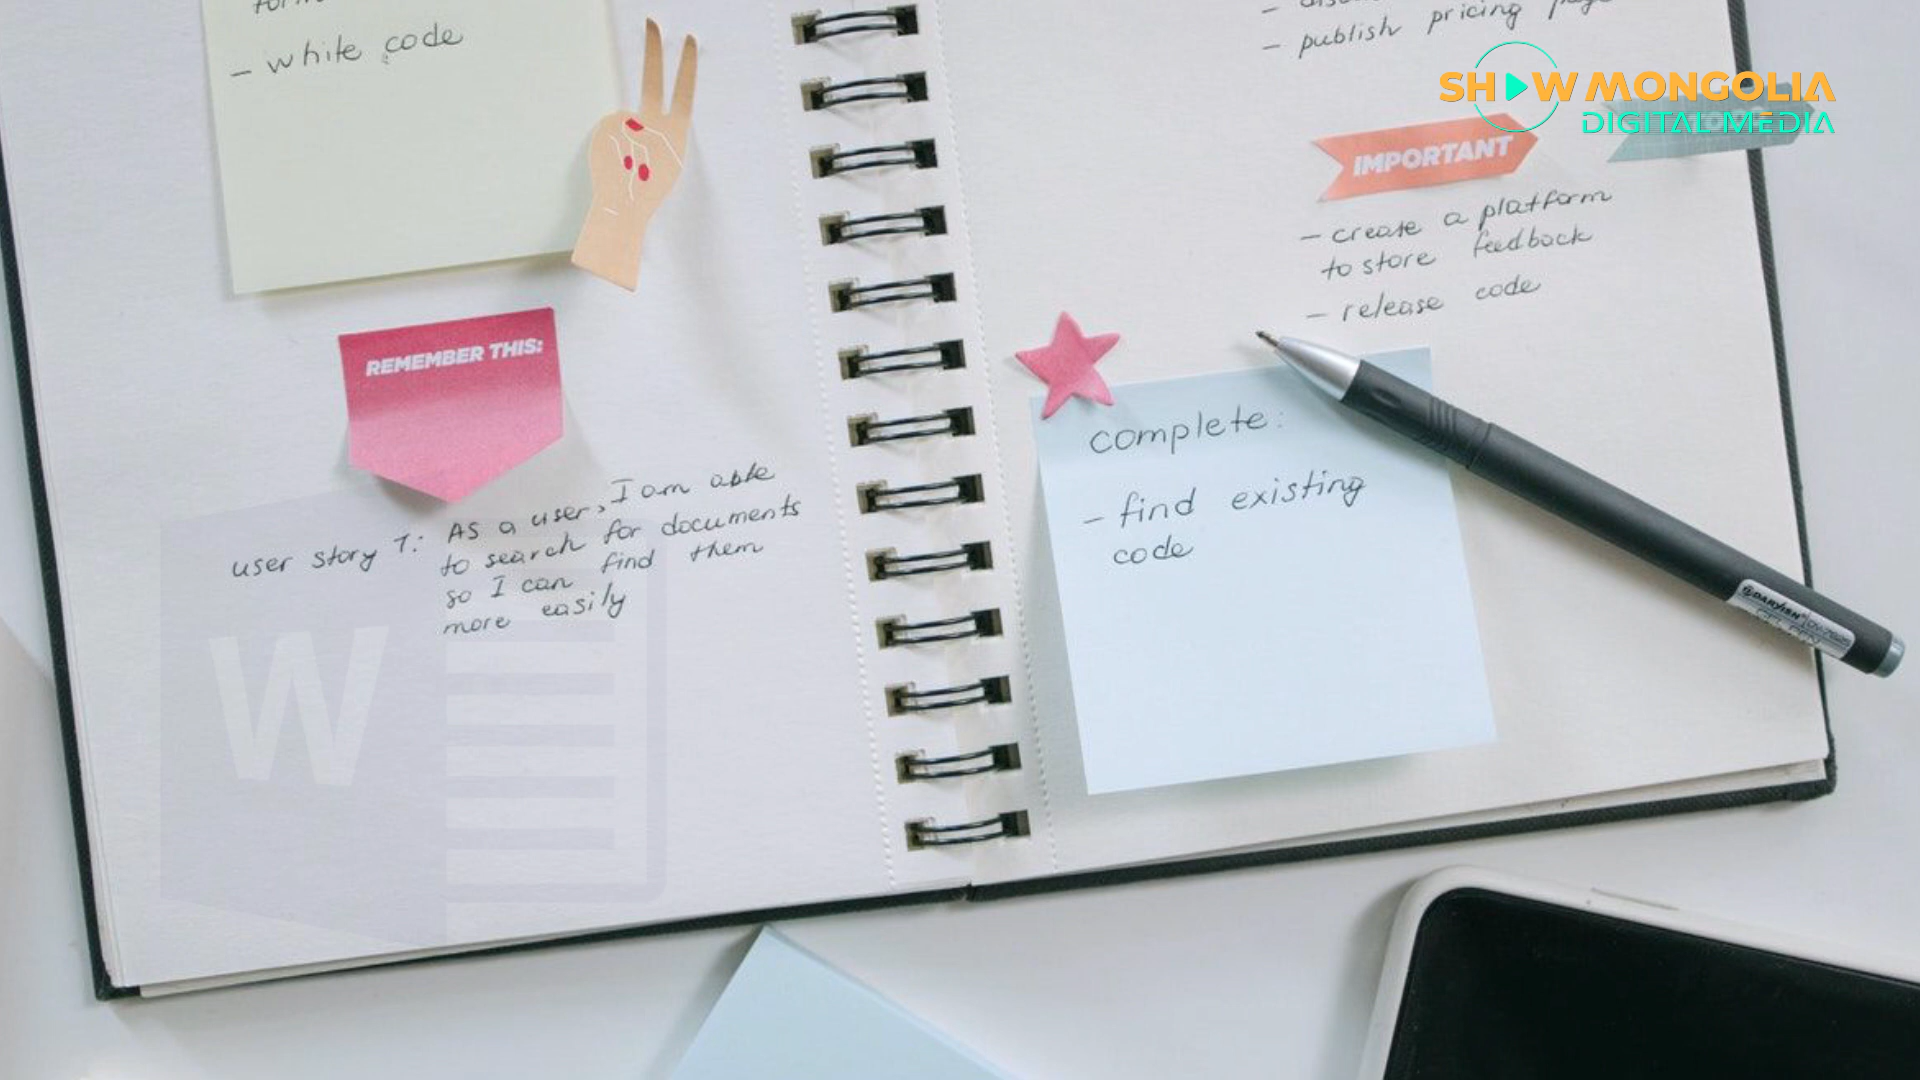 - white code
REMEMBER THIS:
user story 1: As a user, I am able
to search for documents
so I can find them
more easily
W
- publish pricing
SHOW MONGOLIA
DIGITAL MEDIA
IMPORTANT
- create a platform
to store feedback
- release code
complete:
- find existing
code